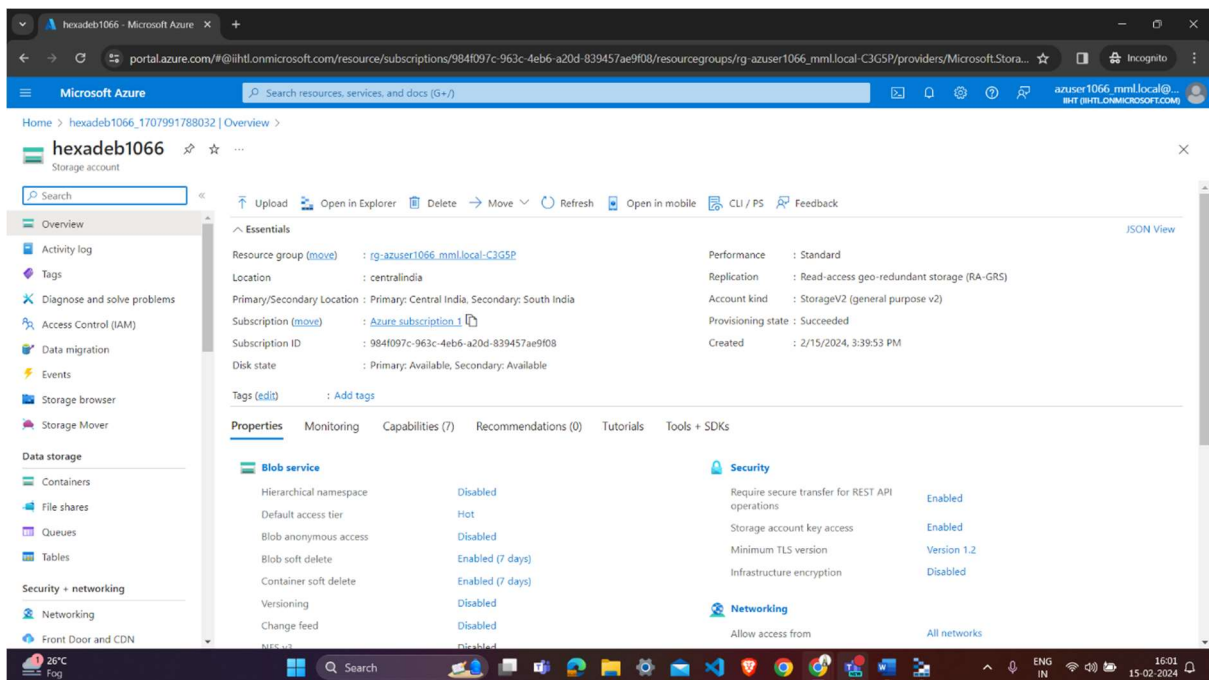 hexadeb1066 - Microsoft Azure
portal.azure.com/#@iihtl.onmicrosoft.com/resource/subscriptions/984f097c-963c-4eb6-a20d-839457ae9f08/resourcegroups/rg-azuser1066_mml.local-C3G5P/providers/Microsoft.Stora...
Incognito
Microsoft Azure
Search resources, services, and docs (G+/)
azuser1066_mml.local@...
IIHT (IIHTL.ONMICROSOFT.COM)
Home > hexadeb1066_1707991788032 | Overview >
hexadeb1066
Storage account
Search
Overview
Activity log
Tags
Diagnose and solve problems
Access Control (IAM)
Data migration
Events
Storage browser
Storage Mover
Data storage
Containers
File shares
Queues
Tables
Security + networking
Networking
Front Door and CDN
Upload Open in Explorer Delete Move Refresh Open in mobile CLI / PS Feedback
Essentials JSON View
Resource group (move) : rg-azuser1066_mml.local-C3G5P
Location : centralindia
Primary/Secondary Location : Primary: Central India, Secondary: South India
Subscription (move) : Azure subscription 1
Subscription ID : 984f097c-963c-4eb6-a20d-839457ae9f08
Disk state : Primary: Available, Secondary: Available
Performance : Standard
Replication : Read-access geo-redundant storage (RA-GRS)
Account kind : StorageV2 (general purpose v2)
Provisioning state : Succeeded
Created : 2/15/2024, 3:39:53 PM
Tags (edit) : Add tags
Properties Monitoring Capabilities (7) Recommendations (0) Tutorials Tools + SDKs
Blob service
Hierarchical namespace Disabled
Default access tier Hot
Blob anonymous access Disabled
Blob soft delete Enabled (7 days)
Container soft delete Enabled (7 days)
Versioning Disabled
Change feed Disabled
NFS v3 Disabled
Security
Require secure transfer for REST API
operations Enabled
Storage account key access Enabled
Minimum TLS version Version 1.2
Infrastructure encryption Disabled
Networking
Allow access from All networks
1
26°C
Fog
Search
ENG
IN
16:01
15-02-2024